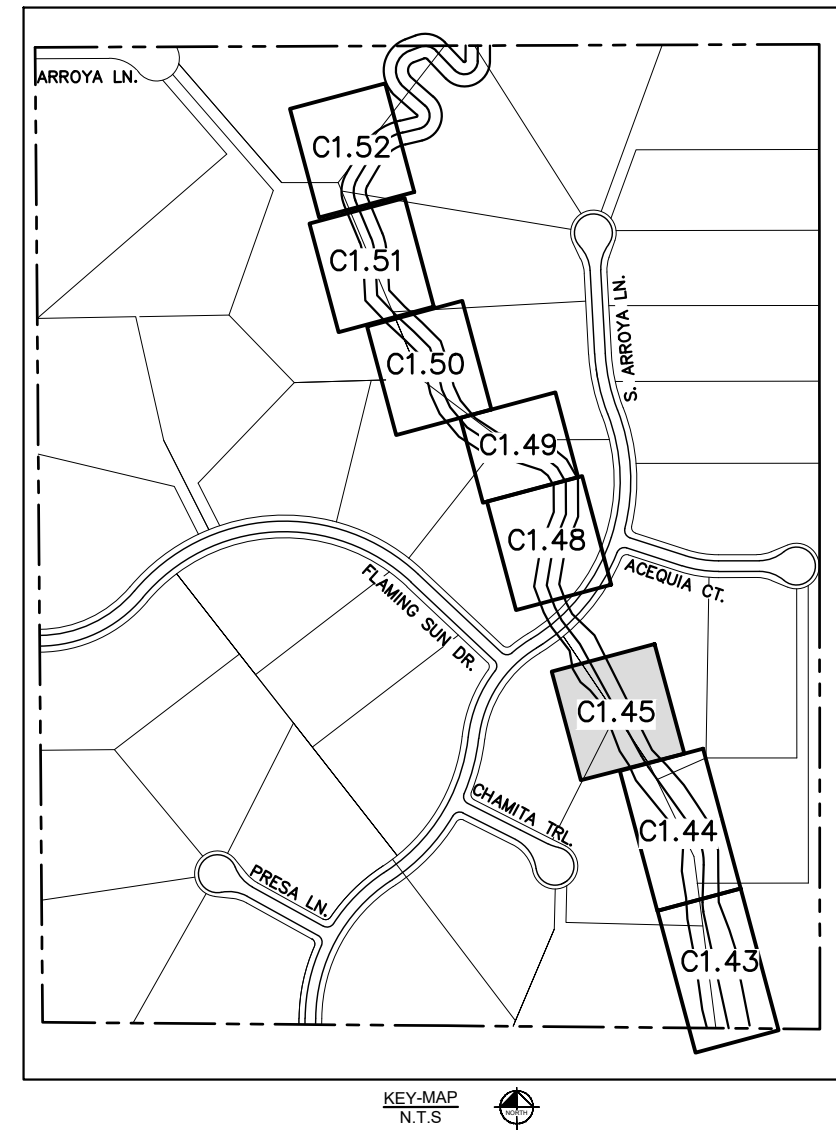 ARROYA LN.
C1.52
C1.51
S. ARROYA LN.
C1.50
C1.49
C1.48
ACEQUIA CT.
FLAMING SUN DR.
C1.45
CHAMITA TRL.
C1.44
PRESA LN.
C1.43
KEY-MAP
N.T.S
NORTH